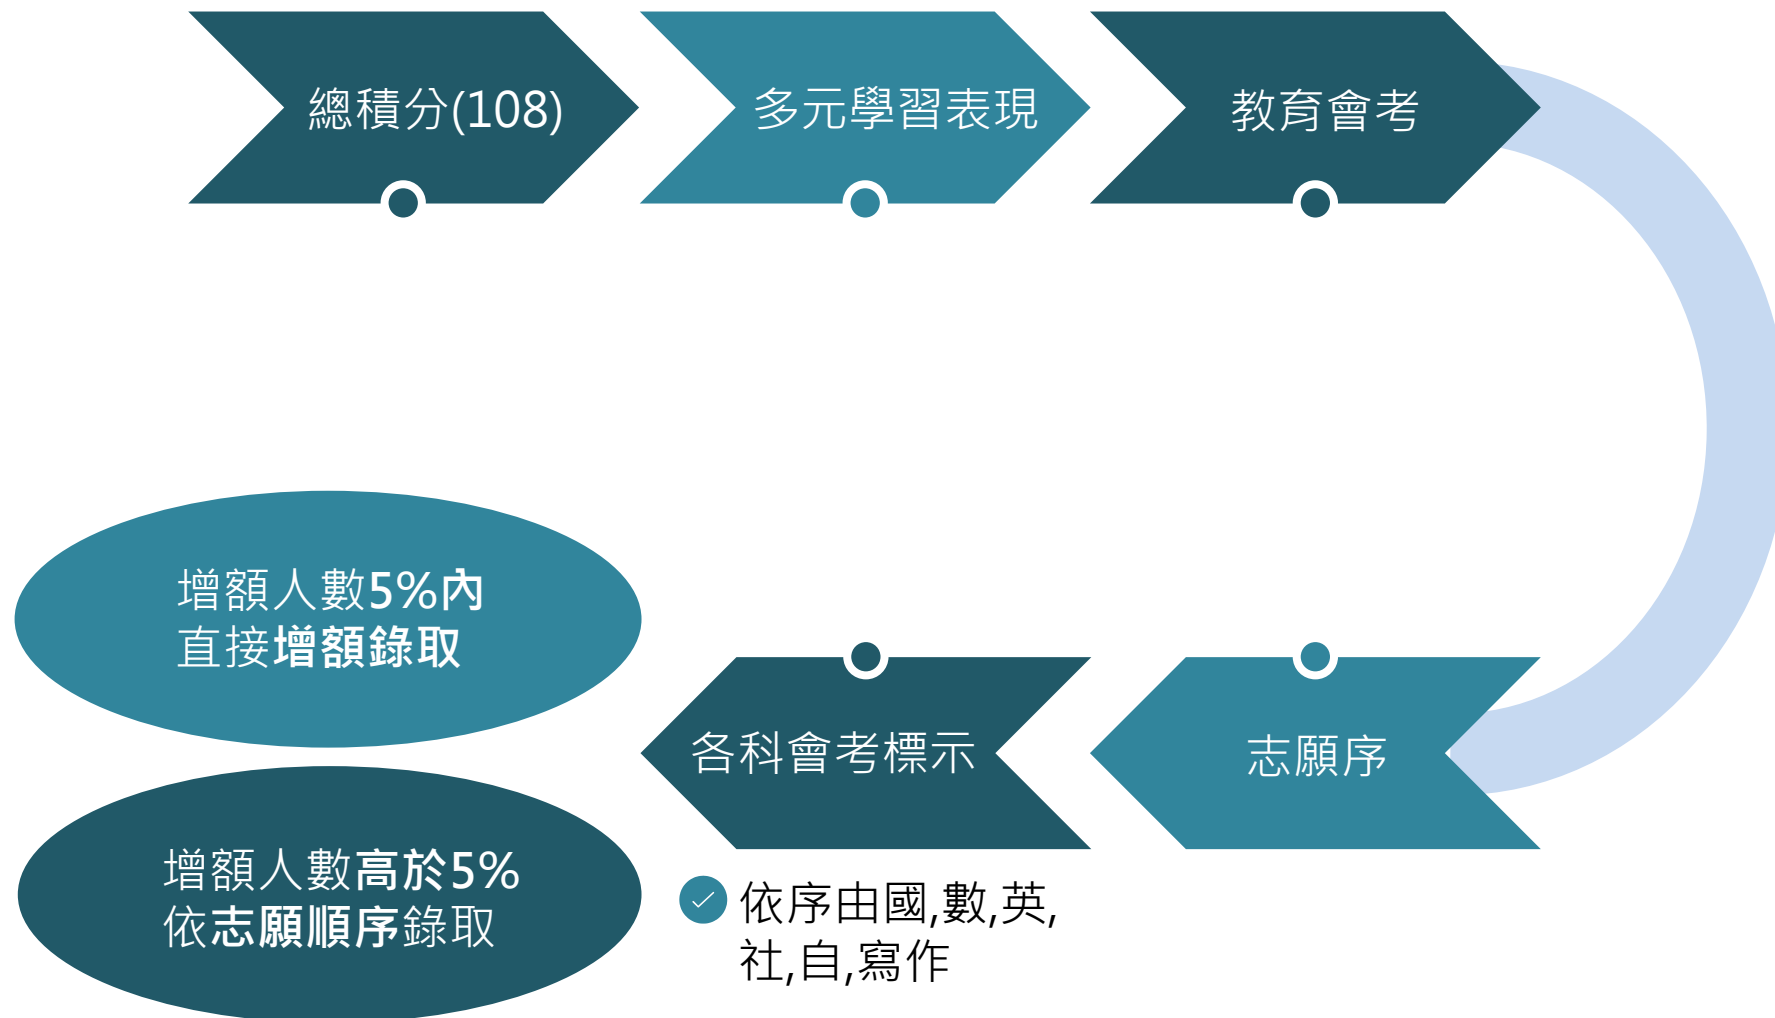 總積分(108)
多元學習表現
教育會考
志願序
各科會考標示
依序由國,數,英,
社,自,寫作
增額人數5%內
直接增額錄取
增額人數高於5%
依志願順序錄取